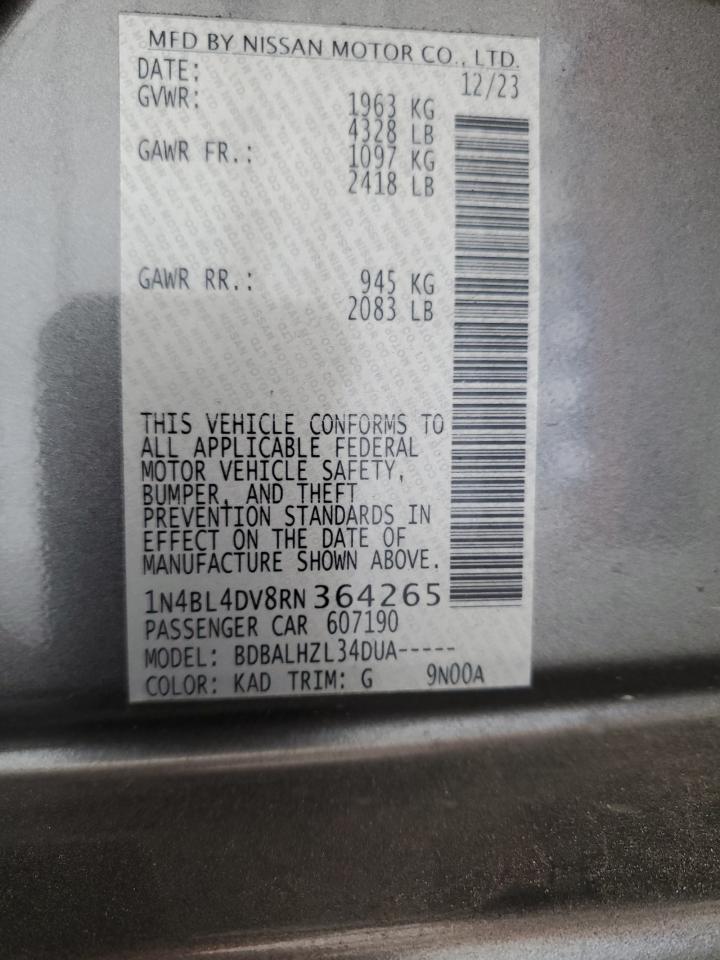 MFD BY NISSAN MOTOR CO., LTD.
DATE: 12/23
GVWR: 1963 KG
4328 LB
GAWR FR.: 1097 KG
2418 LB
GAWR RR.: 945 KG
2083 LB
THIS VEHICLE CONFORMS TO
ALL APPLICABLE FEDERAL
MOTOR VEHICLE SAFETY,
BUMPER, AND THEFT
PREVENTION STANDARDS IN
EFFECT ON THE DATE OF
MANUFACTURE SHOWN ABOVE.
1N4BL4DV8RN364265
PASSENGER CAR 607190
MODEL: BDBALHZL34DUA-----
COLOR: KAD TRIM: G 9N00A